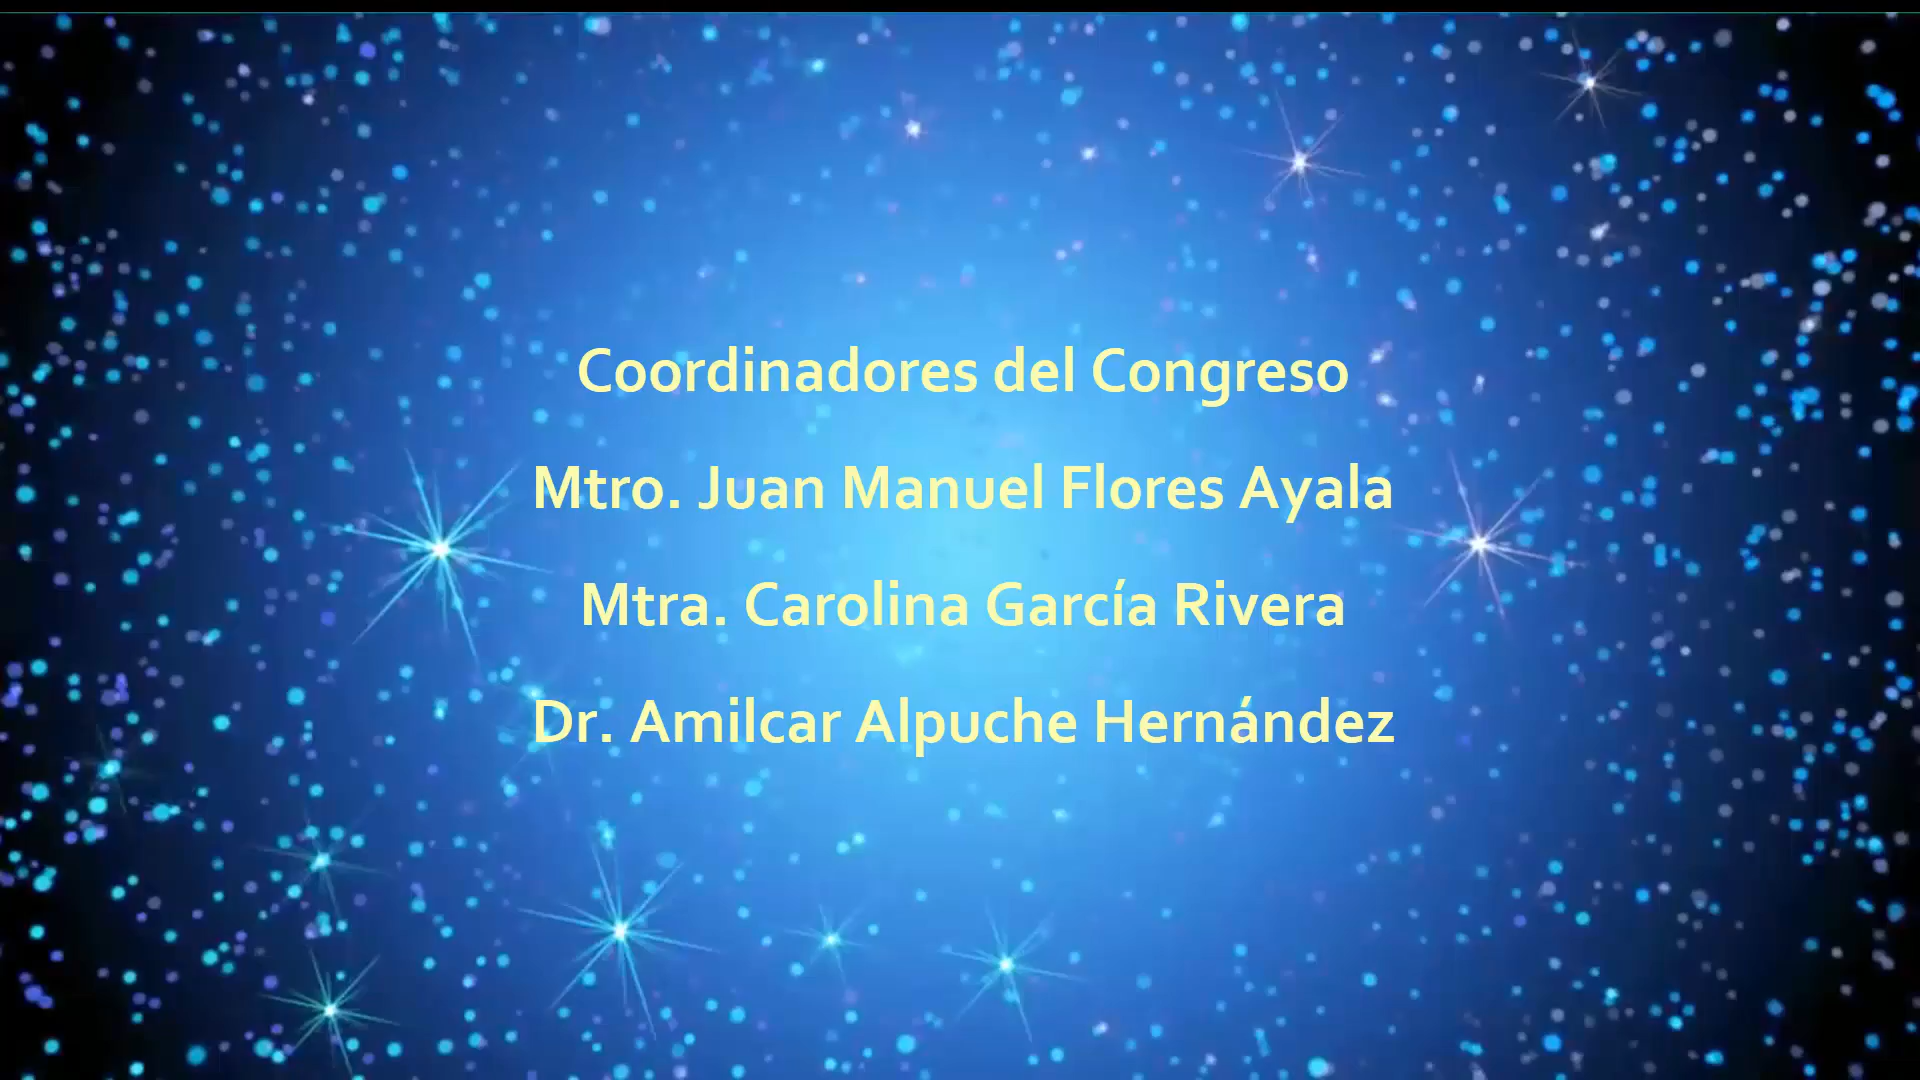 Coordinadores del Congreso
Mtro. Juan Manuel Flores Ayala
Mtra. Carolina García Rivera
Dr. Amilcar Alpuche Hernández